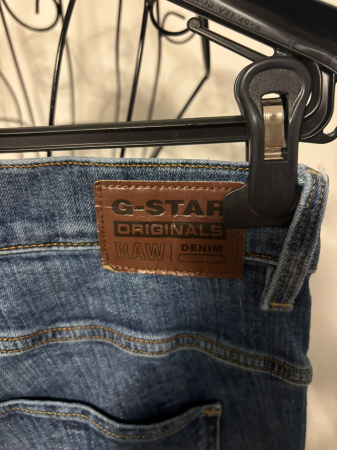 G-STAR
ORIGINALS
RAW DENIM